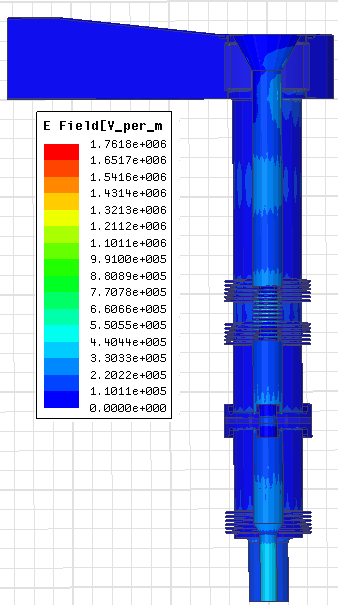 E Field[V_per_m
1.7618e+006
1.6517e+006
1.5416e+006
1.4314e+006
1.3213e+006
1.2112e+006
1.1011e+006
9.9100e+005
8.8089e+005
7.7078e+005
6.6066e+005
5.5055e+005
4.4044e+005
3.3033e+005
2.2022e+005
1.1011e+005
0.0000e+000